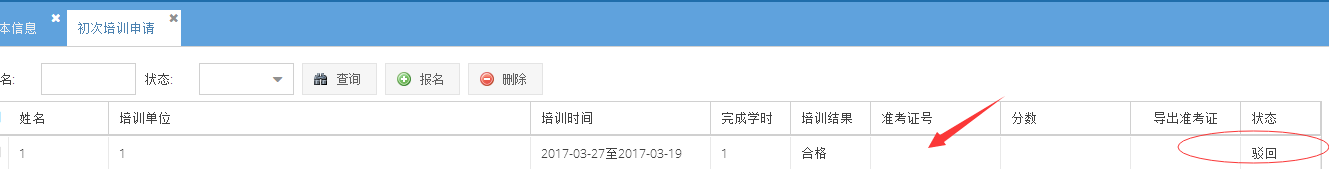 本信息
初次培训申请
名:
状态:
查询
报名
删除
姓名 培训单位 培训时间 完成学时 培训结果 准考证号 分数 导出准考证 状态
1 1 2017-03-27至2017-03-19 1 合格 驳回